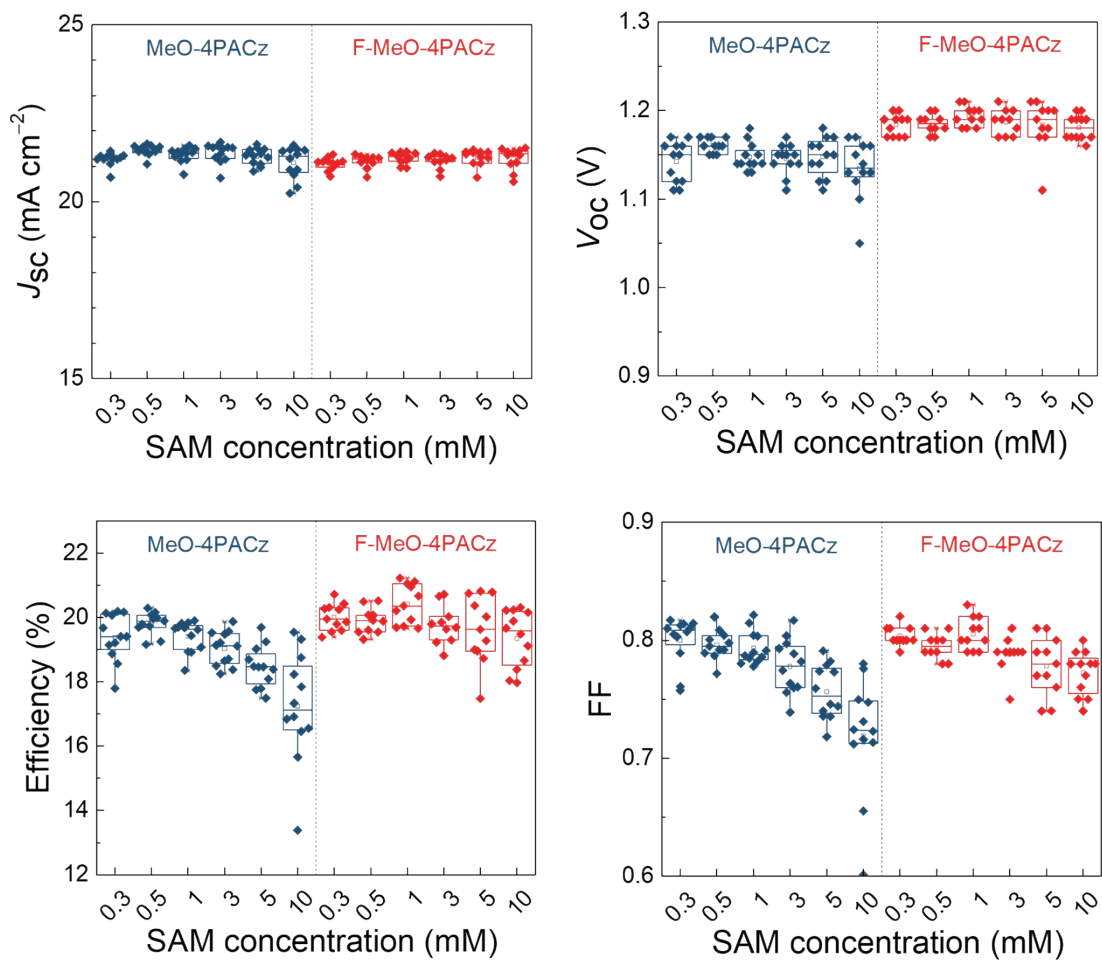 25
20
15
Jsc (mA cm−2)
MeO-4PACz
F-MeO-4PACz
0.3 0.5 1 3 5 10 0.3 0.5 1 3 5 10
SAM concentration (mM)
1.3
1.2
1.1
1.0
0.9
Voc (V)
MeO-4PACz
F-MeO-4PACz
0.3 0.5 1 3 5 10 0.3 0.5 1 3 5 10
SAM concentration (mM)
22
20
18
16
14
12
Efficiency (%)
MeO-4PACz
F-MeO-4PACz
0.3 0.5 1 3 5 10 0.3 0.5 1 3 5 10
SAM concentration (mM)
0.9
0.8
0.7
0.6
FF
MeO-4PACz
F-MeO-4PACz
0.3 0.5 1 3 5 10 0.3 0.5 1 3 5 10
SAM concentration (mM)